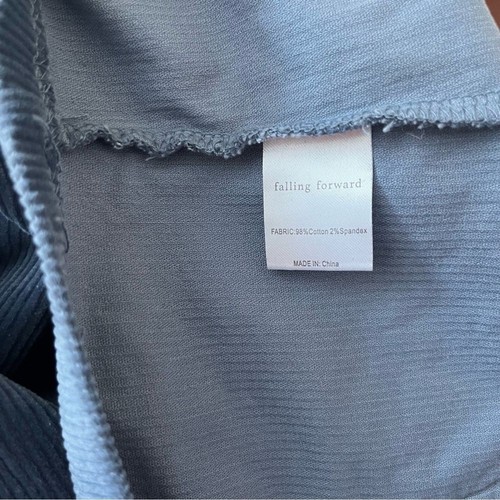 falling forward
FABRIC:98%Cotton 2%Spandex
MADE IN: China